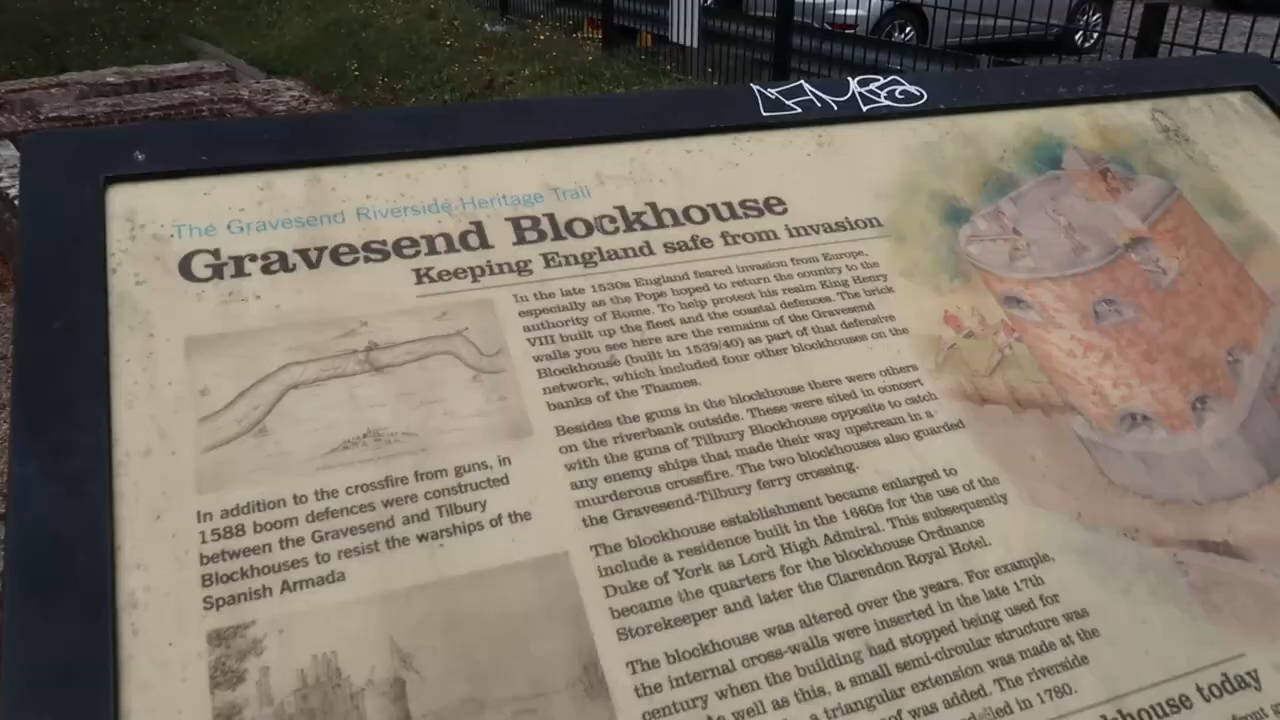 The Gravesend Riverside Heritage Trail
Gravesend Blockhouse
Keeping England safe from invasion
In the late 1530s England feared invasion from Europe,
especially as the Pope hoped to return the country to the
authority of Rome. To help protect his realm King Henry
VIII built up the fleet and the coastal defences. The brick
walls you see here are the remains of the Gravesend
Blockhouse (built in 1539/40) as part of that defensive
network, which included four other blockhouses on the
banks of the Thames.
Besides the guns in the blockhouse there were others
on the riverbank outside. These were sited in concert
with the guns of Tilbury Blockhouse opposite to catch
any enemy ships that made their way upstream in a
murderous crossfire. The two blockhouses also guarded
the Gravesend-Tilbury ferry crossing.
The blockhouse establishment became enlarged to
include a residence built in the 1660s for the use of the
Duke of York as Lord High Admiral. This subsequently
became the quarters for the blockhouse Ordnance
Storekeeper and later the Clarendon Royal Hotel.
The blockhouse was altered over the years. For example,
the internal cross-walls were inserted in the late 17th
century when the building had stopped being used for
well as this, a small semi-circular structure was
a triangular extension was made at the
of was added. The riverside
in 1780.
In addition to the crossfire from guns, in
1588 boom defences were constructed
between the Gravesend and Tilbury
Blockhouses to resist the warships of the
Spanish Armada
house today